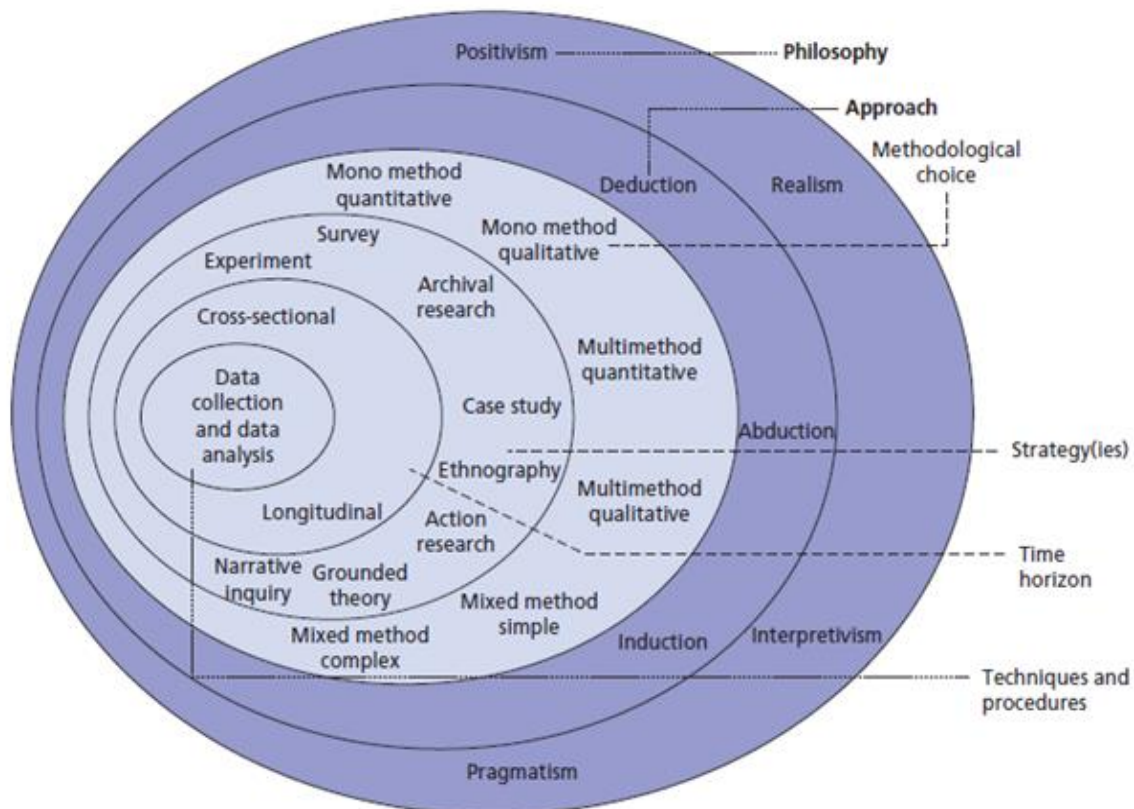 Positivism
Philosophy
Approach
Methodological
choice
Mono method
quantitative
Deduction
Realism
Survey
Mono method
qualitative
Experiment
Archival
research
Cross-sectional
Multimethod
quantitative
Data
collection
and data
analysis
Case study
Abduction
Strategy(ies)
Ethnography
Multimethod
qualitative
Longitudinal
Action
research
Time
horizon
Narrative
inquiry
Grounded
theory
Mixed method
simple
Mixed method
complex
Induction
Interpretivism
Techniques and
procedures
Pragmatism